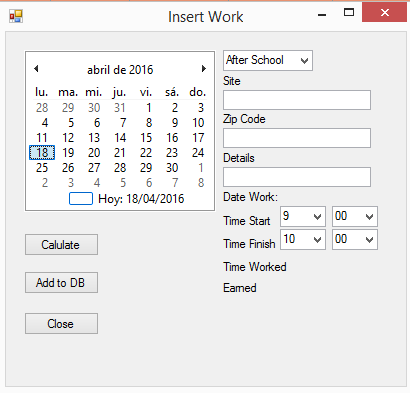 Insert Work
abril de 2016
lu. ma. mi. ju. vi. sá. do.
28 29 30 31 1 2 3
4 5 6 7 8 9 10
11 12 13 14 15 16 17
18 19 20 21 22 23 24
25 26 27 28 29 30 1
2 3 4 5 6 7 8
Hoy: 18/04/2016
Calulate
Add to DB
Close
After School
Site
Zip Code
Details
Date Work:
Time Start 9 00
Time Finish 10 00
Time Worked
Earned